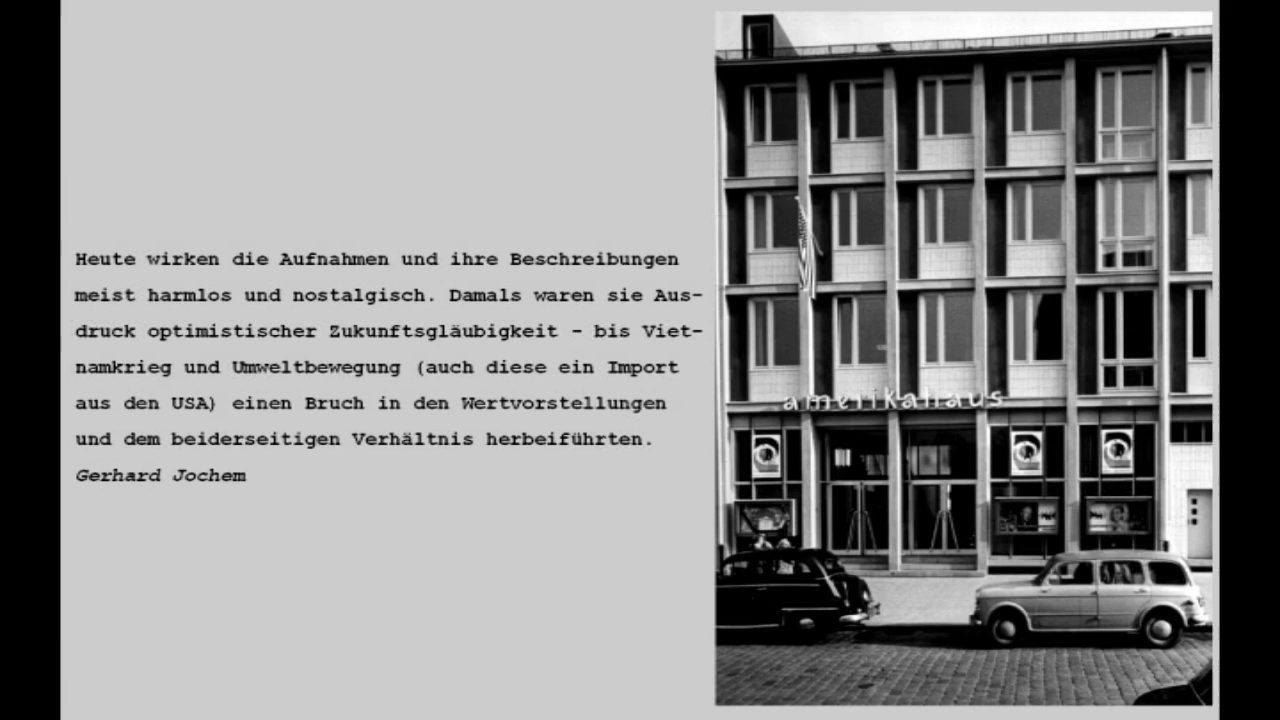 Heute wirken die Aufnahmen und ihre Beschreibungen
meist harmlos und nostalgisch. Damals waren sie Aus-
druck optimistischer Zukunftsgläubigkeit - bis Viet-
namkrieg und Umweltbewegung (auch diese ein Import
aus den USA) einen Bruch in den Wertvorstellungen
und dem beiderseitigen Verhältnis herbeiführten.
Gerhard Jochem
amerikahaus